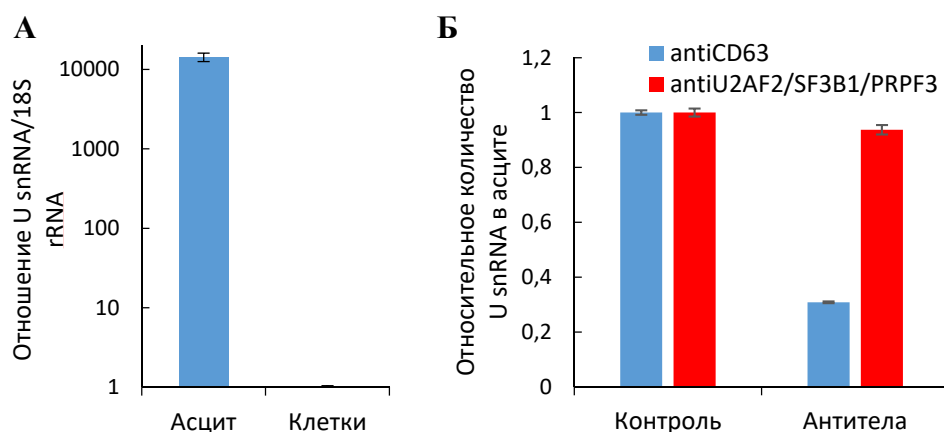 А
Отношение U snRNA/18S
rRNA
10000
1000
100
10
1
Асцит
Клетки
Б
Относительное количество
U snRNA в асците
1,2
1
0,8
0,6
0,4
0,2
0
antiCD63
antiU2AF2/SF3B1/PRPF3
Контроль
Антитела